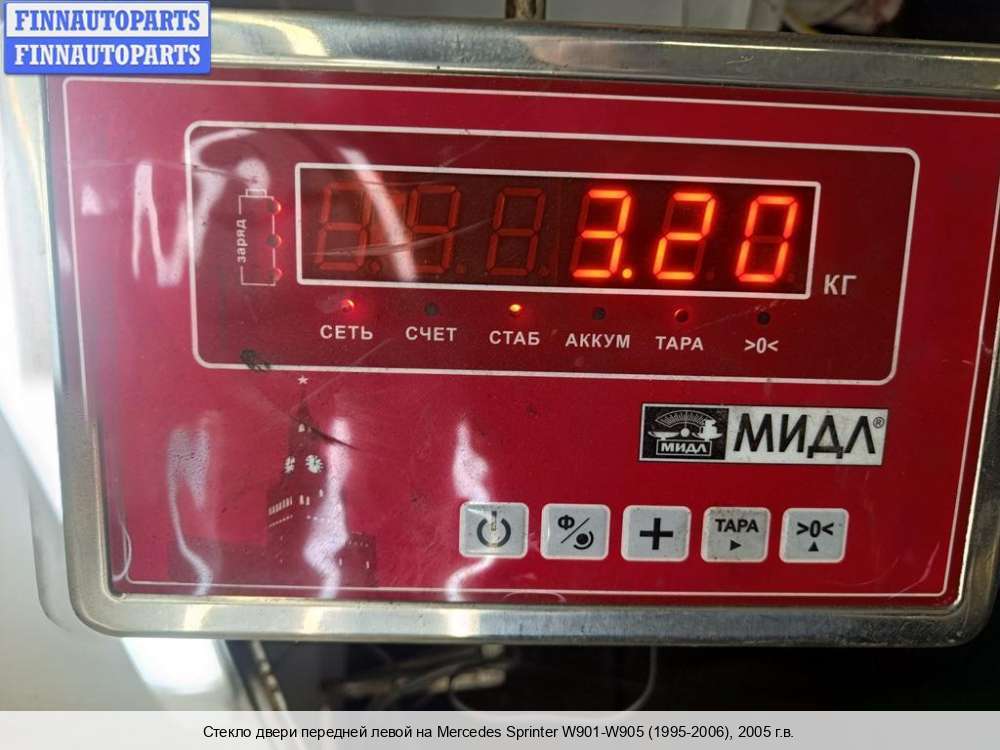 FINNAUTOPARTS
FINNAUTOPARTS
заряд
3.20
КГ
СЕТЬ СЧЕТ СТАБ АККУМ ТАРА >0<
МИДЛ МИДЛ®
Ф ТАРА >0<
Стекло двери передней левой на Mercedes Sprinter W901-W905 (1995-2006), 2005 г.в.